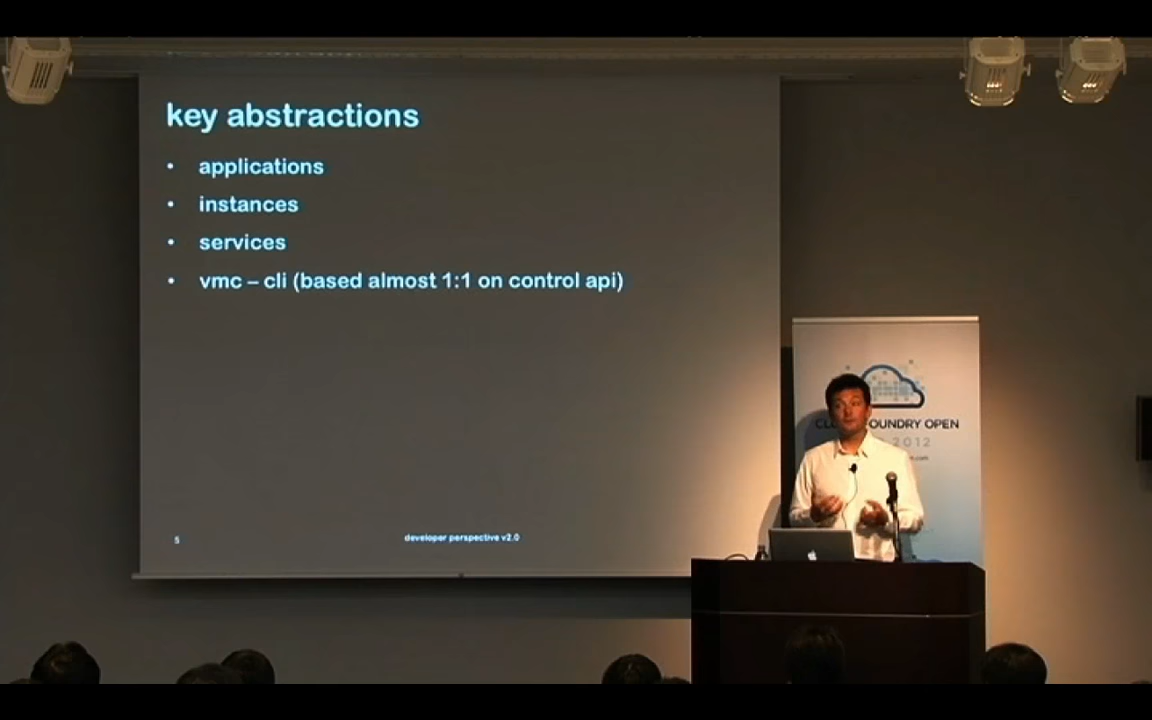 key abstractions
• applications
• instances
• services
• vmc – cli (based almost 1:1 on control api)
5
developer perspective v2.0
FOUNDRY OPEN
2012